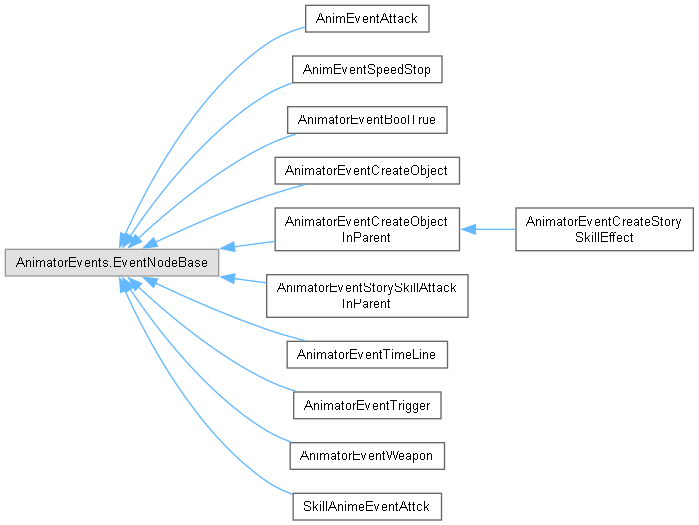 AnimEventAttack
AnimEventSpeedStop
AnimatorEventBoolTrue
AnimatorEventCreateObject
AnimatorEventCreateObject
InParent
AnimatorEventCreateStory
SkillEffect
AnimatorEvents.EventNodeBase
AnimatorEventStorySkillAttack
InParent
AnimatorEventTimeLine
AnimatorEventTrigger
AnimatorEventWeapon
SkillAnimeEventAttck